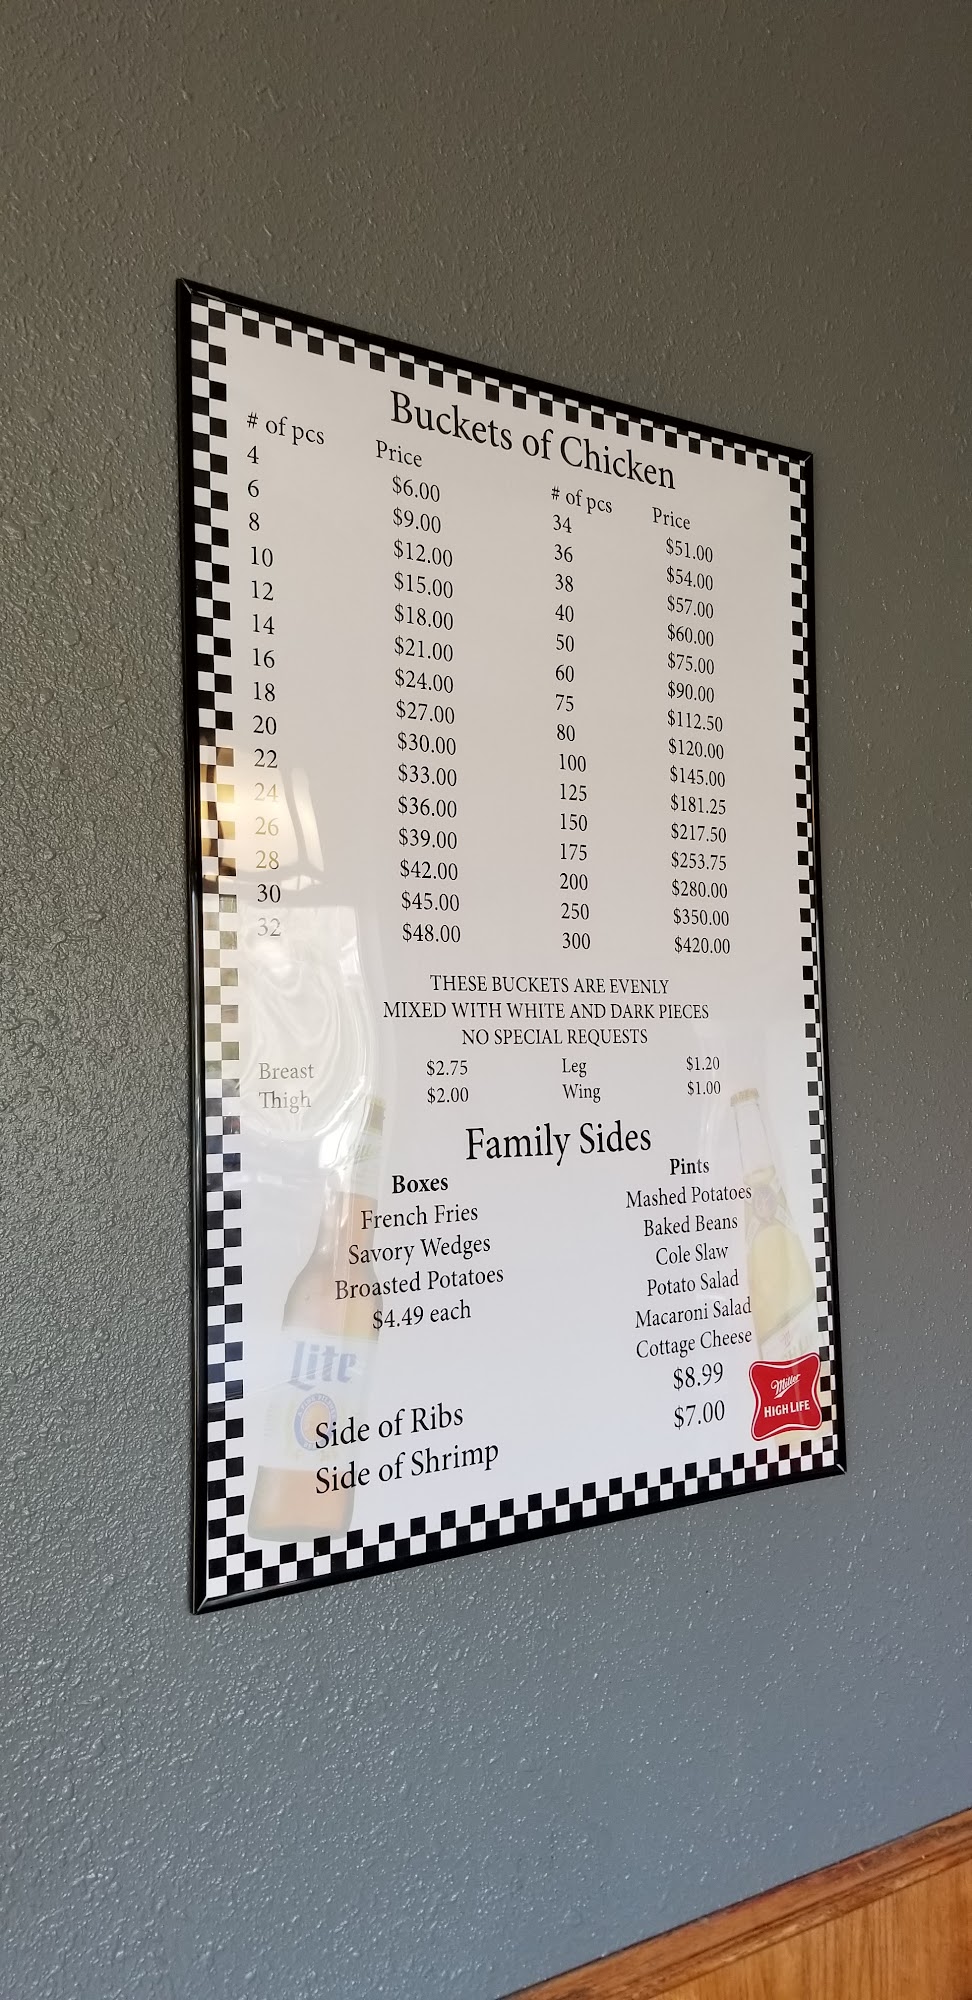 Buckets of Chicken
# of pcs Price # of pcs Price
4 $6.00 34 $51.00
6 $9.00 36 $54.00
8 $12.00 38 $57.00
10 $15.00 40 $60.00
12 $18.00 50 $75.00
14 $21.00 60 $90.00
16 $24.00 75 $112.50
18 $27.00 80 $120.00
20 $30.00 100 $145.00
22 $33.00 125 $181.25
24 $36.00 150 $217.50
26 $39.00 175 $253.75
28 $42.00 200 $280.00
30 $45.00 250 $350.00
32 $48.00 300 $420.00
THESE BUCKETS ARE EVENLY
MIXED WITH WHITE AND DARK PIECES
NO SPECIAL REQUESTS
Breast $2.75 Leg $1.20
Thigh $2.00 Wing $1.00
Family Sides
Boxes
French Fries
Savory Wedges
Broasted Potatoes
$4.49 each
Pints
Mashed Potatoes
Baked Beans
Cole Slaw
Potato Salad
Macaroni Salad
Cottage Cheese
Side of Ribs $8.99
Side of Shrimp $7.00
Lite
Miller
HIGH LIFE